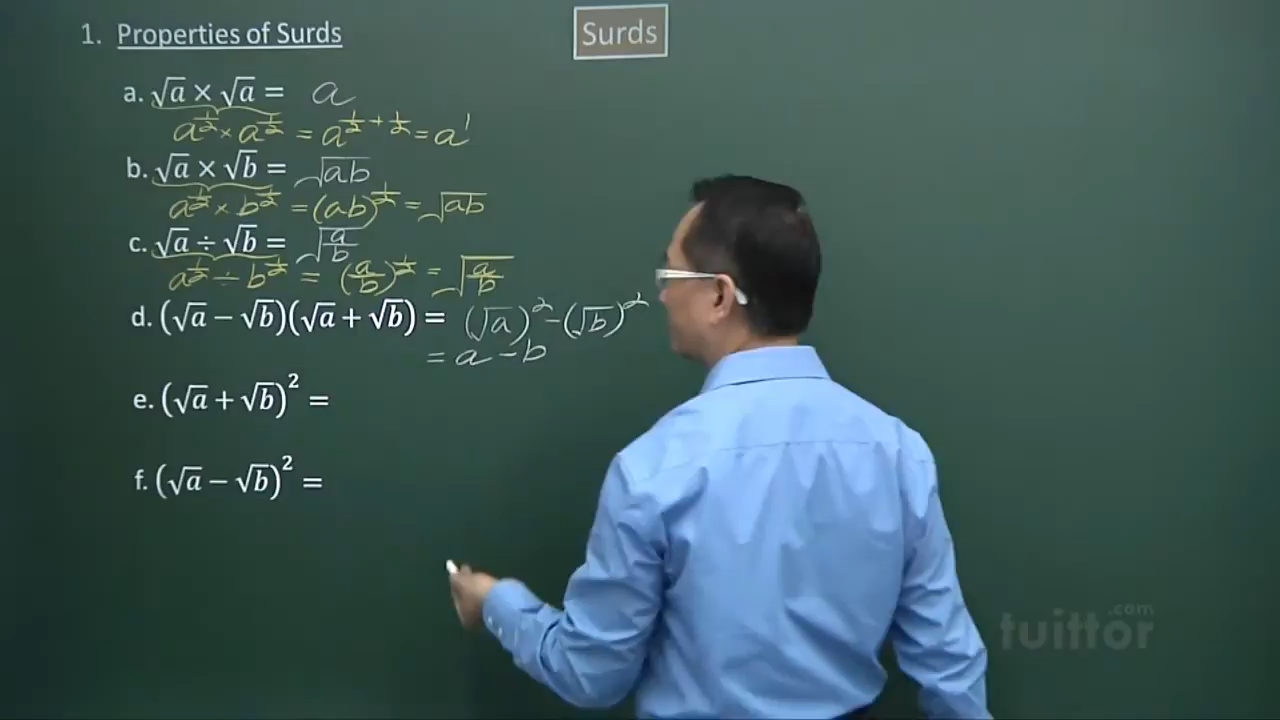 Surds
1. Properties of Surds
a. √a × √a = a
a^½ × a^½ = a^(½ + ½) = a¹
b. √a × √b = √ab
a^½ × b^½ = (ab)^½ = √ab
c. √a ÷ √b = √(a/b)
a^½ ÷ b^½ = (a/b)^½ = √(a/b)
d. (√a − √b)(√a + √b) = (√a)² − (√b)²
= a − b
e. (√a + √b)² =
f. (√a − √b)² =
tuittor.com